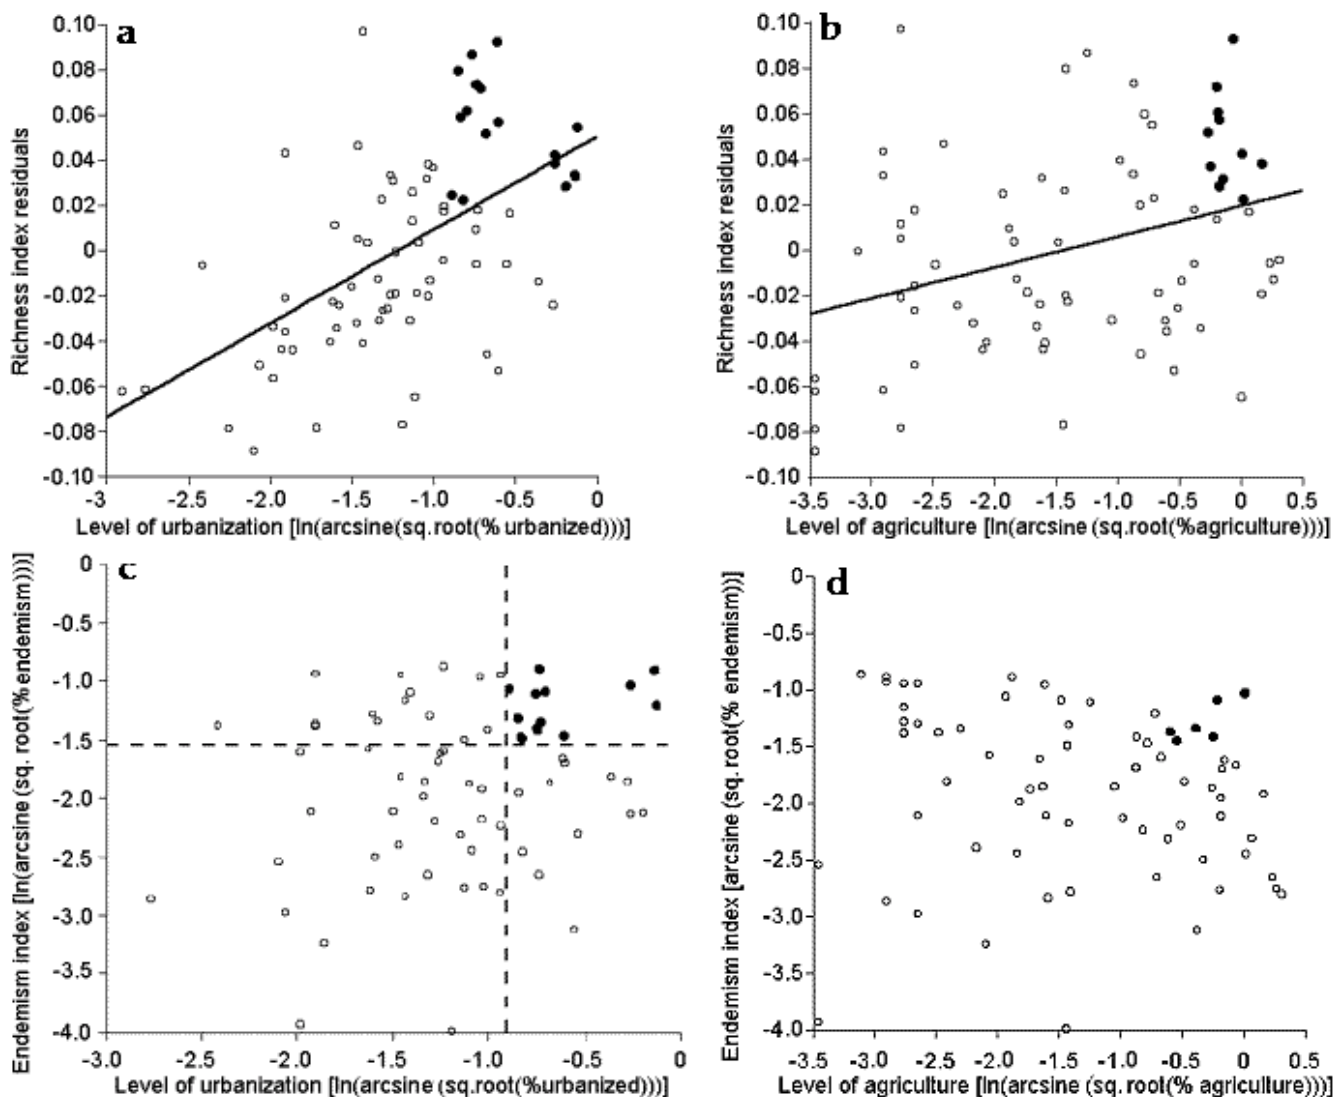 a
0.10
0.08
0.06
0.04
0.02
0
-0.02
-0.04
-0.06
-0.08
-0.10
Richness index residuals
-3 -2.5 -2.0 -1.5 -1.0 -0.5 0
Level of urbanization [ln(arcsine(sq.root(% urbanized)))]
b
0.10
0.08
0.06
0.04
0.02
0
-0.02
-0.04
-0.06
-0.08
-0.10
Richness index residuals
-3.5 -3.0 -2.5 -2.0 -1.5 -1.0 -0.5 0 0.5
Level of agriculture [ln(arcsine (sq.root(%agriculture)))]
c
0
-0.5
-1.0
-1.5
-2.0
-2.5
-3.0
-3.5
-4.0
Endemism index [ln(arcsine (sq. root(% endemism)))]
-3.0 -2.5 -2.0 -1.5 -1.0 -0.5 0
Level of urbanization [ln(arcsine (sq.root(%urbanized)))]
d
0
-0.5
-1.0
-1.5
-2.0
-2.5
-3.0
-3.5
-4.0
Endemism index [arcsine (sq. root(% endemism))]
-3.5 -3.0 -2.5 -2.0 -1.5 -1.0 -0.5 0 0.5
Level of agriculture [ln(arcsine (sq.root(% agriculture)))]